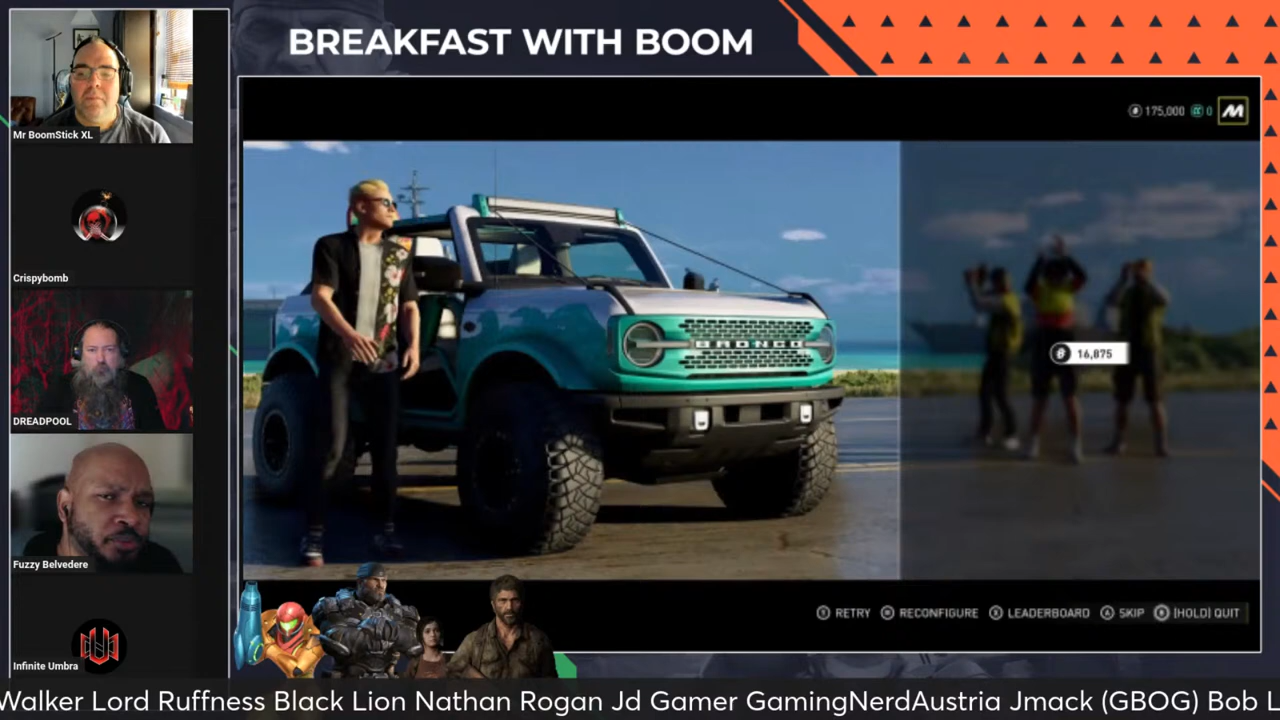 BREAKFAST WITH BOOM
175,000 0
Mr BoomStick XL
Crispybomb
BRONCO
16,875
DREADPOOL
Fuzzy Belvedere
RETRY RECONFIGURE LEADERBOARD SKIP [HOLD] QUIT
Infinite Umbra
Walker Lord Ruffness Black Lion Nathan Rogan Jd Gamer GamingNerdAustria Jmack (GBOG) Bob L